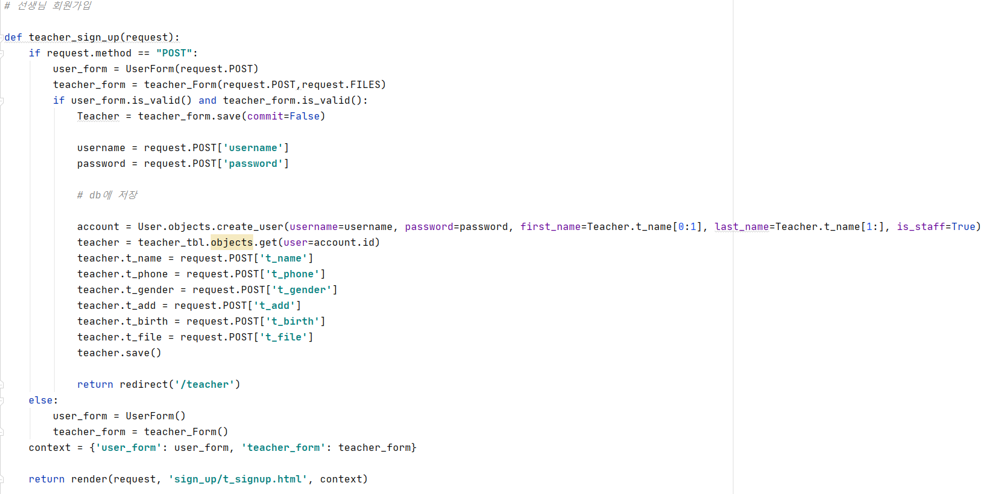 # 선생님 회원가입
def teacher_sign_up(request):
    if request.method == "POST":
        user_form = UserForm(request.POST)
        teacher_form = teacher_Form(request.POST,request.FILES)
        if user_form.is_valid() and teacher_form.is_valid():
            Teacher = teacher_form.save(commit=False)
            username = request.POST['username']
            password = request.POST['password']
            # db에 저장
            account = User.objects.create_user(username=username, password=password, first_name=Teacher.t_name[0:1], last_name=Teacher.t_name[1:], is_staff=True)
            teacher = teacher_tbl.objects.get(user=account.id)
            teacher.t_name = request.POST['t_name']
            teacher.t_phone = request.POST['t_phone']
            teacher.t_gender = request.POST['t_gender']
            teacher.t_add = request.POST['t_add']
            teacher.t_birth = request.POST['t_birth']
            teacher.t_file = request.POST['t_file']
            teacher.save()
            return redirect('/teacher')
    else:
        user_form = UserForm()
        teacher_form = teacher_Form()
    context = {'user_form': user_form, 'teacher_form': teacher_form}
    return render(request, 'sign_up/t_signup.html', context)